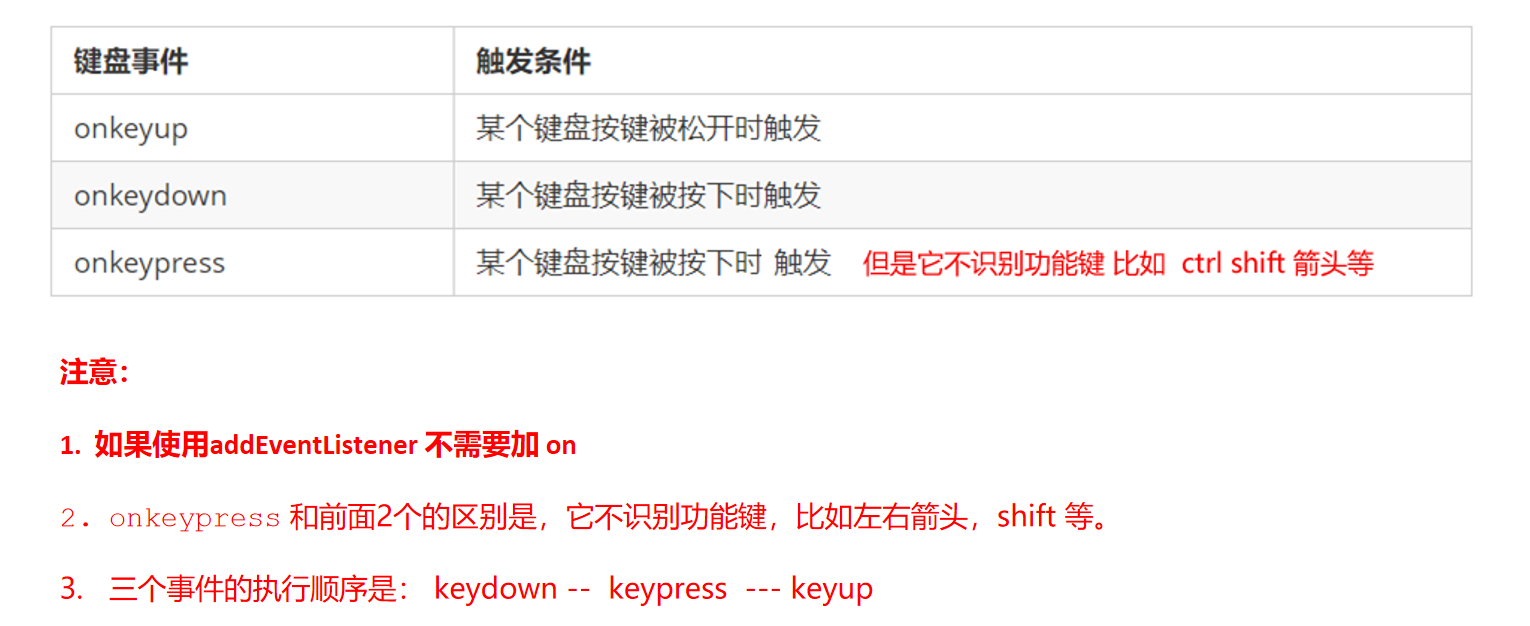 键盘事件 触发条件
onkeyup 某个键盘按键被松开时触发
onkeydown 某个键盘按键被按下时触发
onkeypress 某个键盘按键被按下时 触发 但是它不识别功能键 比如 ctrl shift 箭头等
注意：
1. 如果使用addEventListener 不需要加 on
2. onkeypress 和前面2个的区别是，它不识别功能键，比如左右箭头，shift 等。
3. 三个事件的执行顺序是： keydown -- keypress --- keyup